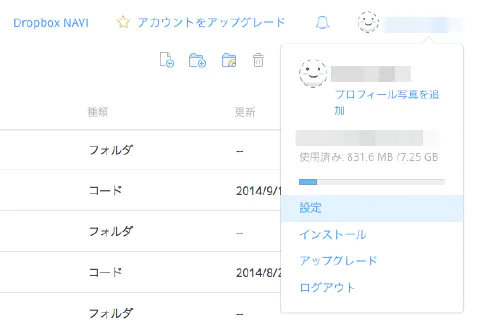 Dropbox NAVI アカウントをアップグレード
プロフィール写真を追
加
種類 更新
使用済み: 831.6 MB /7.25 GB
フォルダ --
コード 2014/9/1
設定
フォルダ --
インストール
アップグレード
コード 2014/8/2
ログアウト
フォルダ --